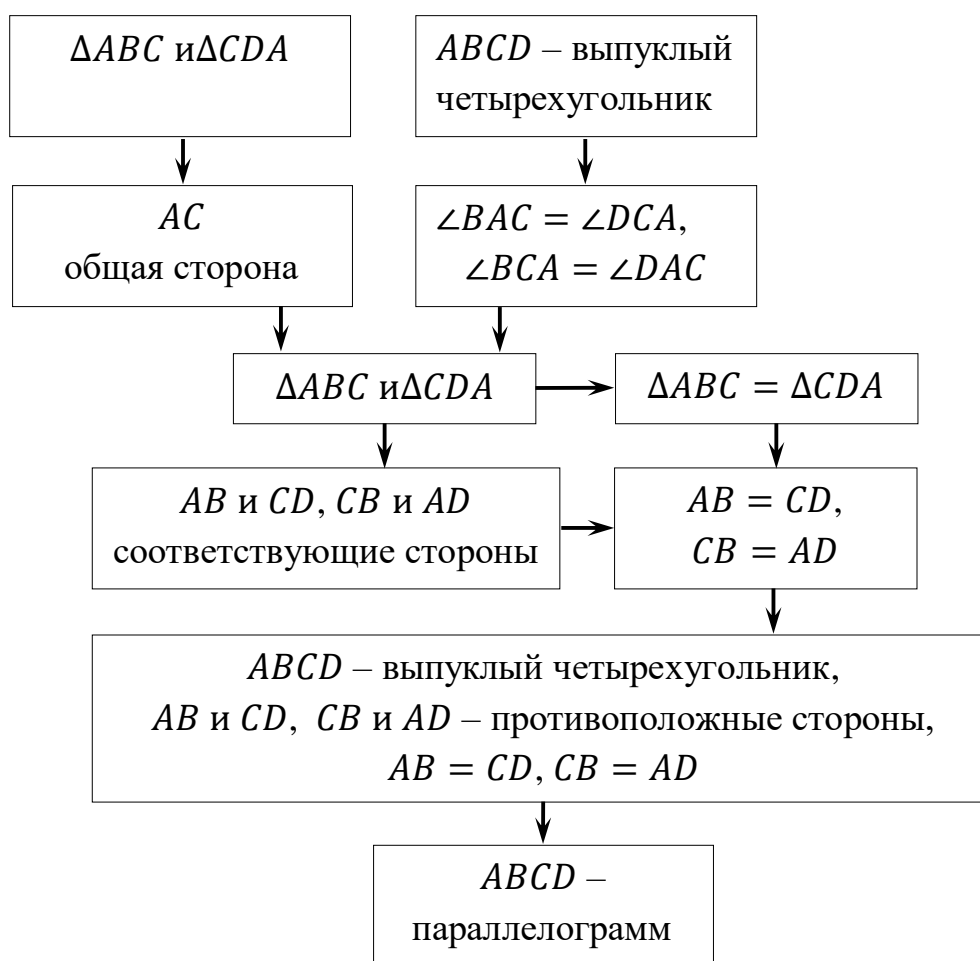 ΔABC иΔCDA
ABCD – выпуклый
четырехугольник
AC
общая сторона
∠BAC = ∠DCA,
∠BCA = ∠DAC
ΔABC иΔCDA
ΔABC = ΔCDA
AB и CD, CB и AD
соответствующие стороны
AB = CD,
CB = AD
ABCD – выпуклый четырехугольник,
AB и CD, CB и AD – противоположные стороны,
AB = CD, CB = AD
ABCD –
параллелограмм